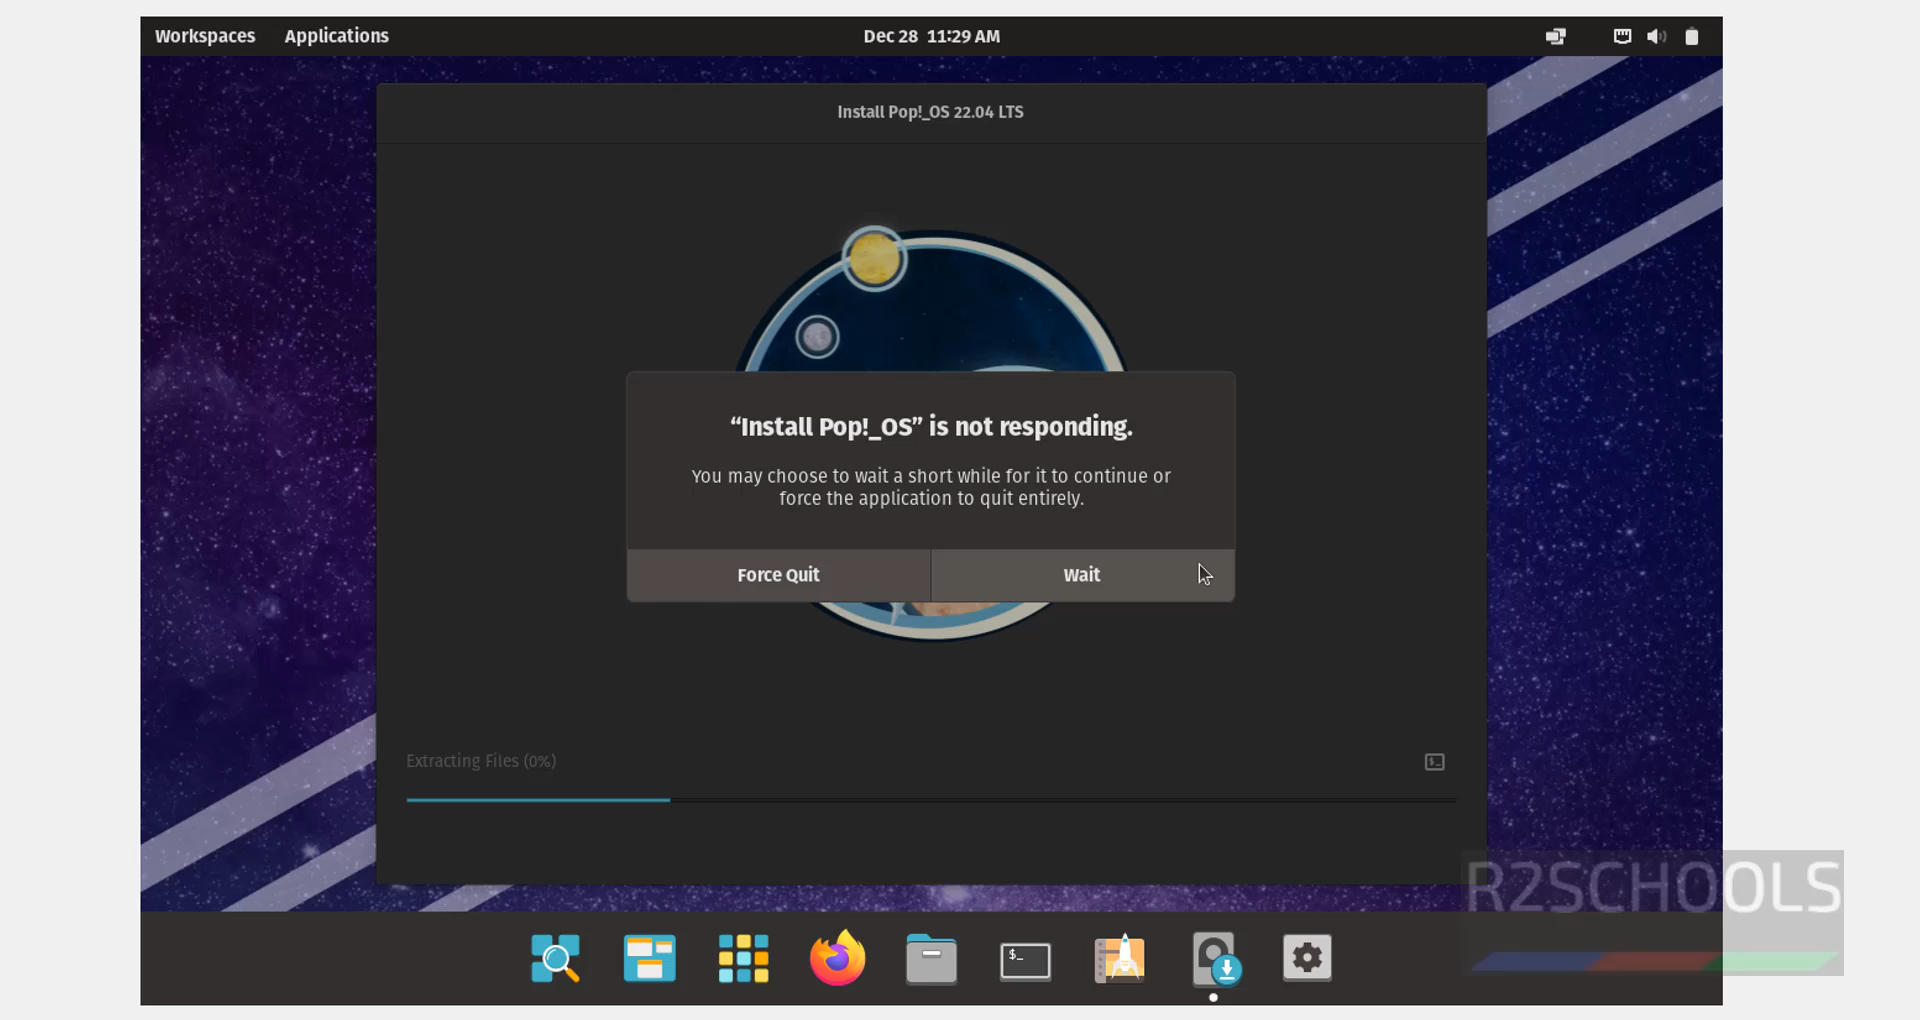 Workspaces Applications Dec 28 11:29 AM
Install Pop!_OS 22.04 LTS
“Install Pop!_OS” is not responding.
You may choose to wait a short while for it to continue or
force the application to quit entirely.
Force Quit Wait
Extracting Files (0%)
R2SCHOOLS